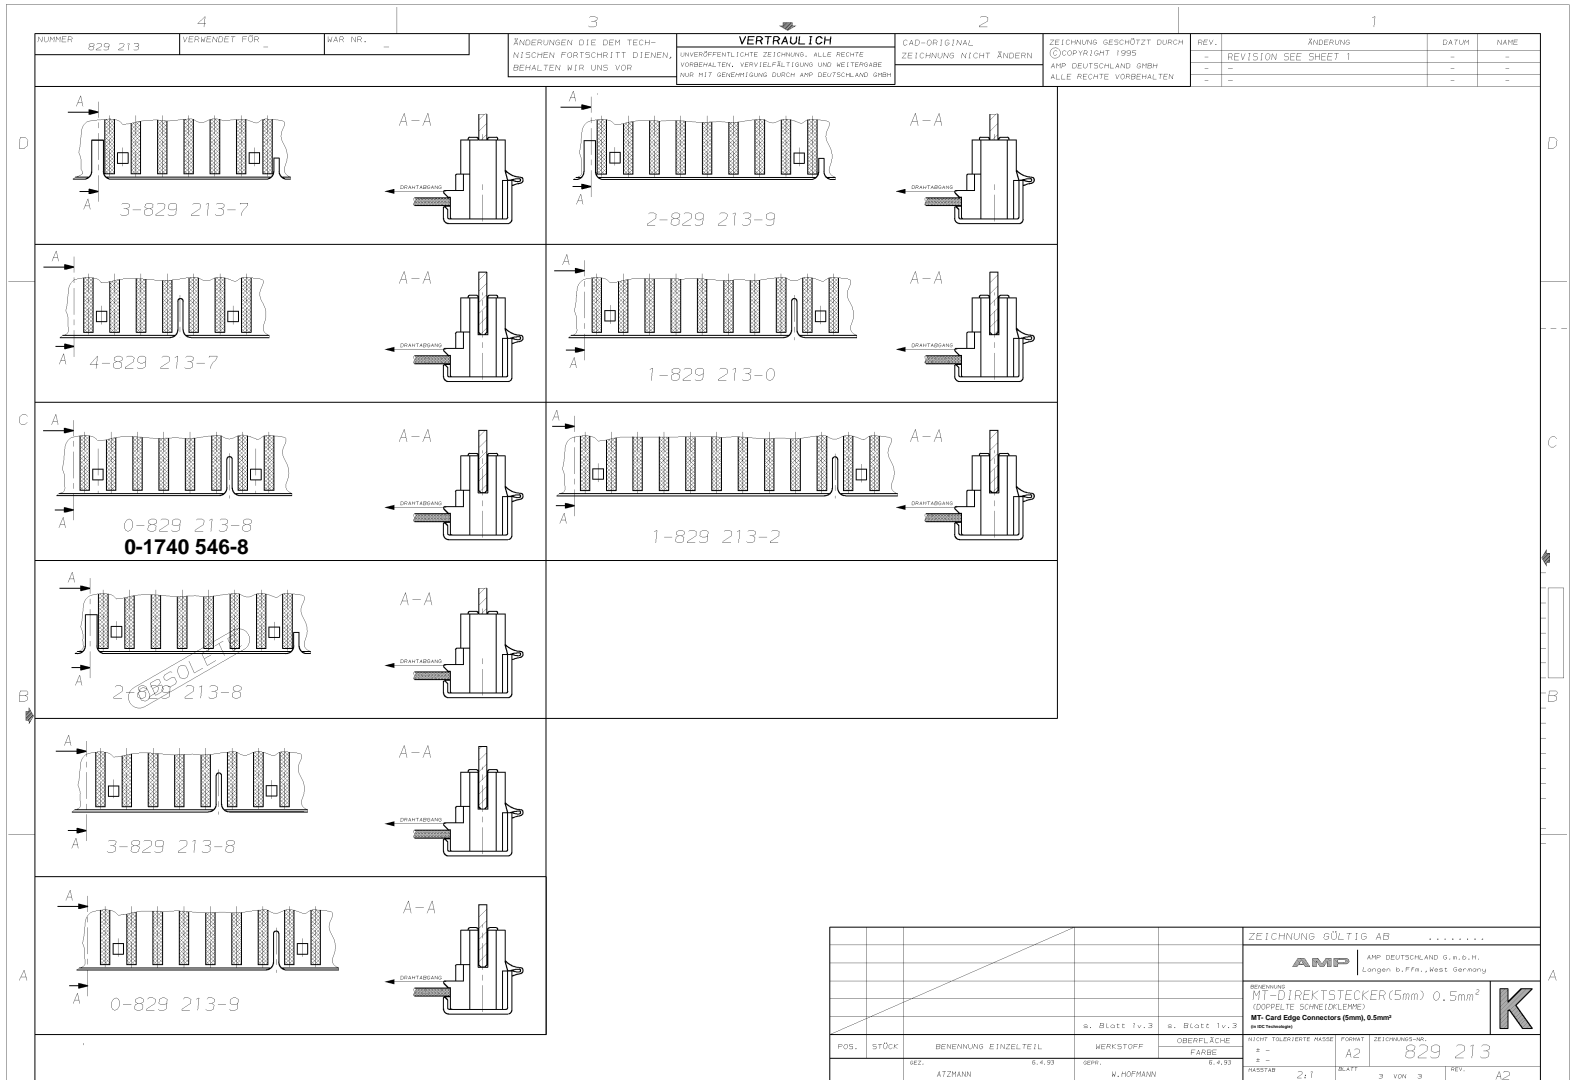 4 3 2 1
NUMMER 829 213 VERWENDET FÜR - WAR NR. -
ÄNDERUNGEN DIE DEM TECH-
NISCHEN FORTSCHRITT DIENEN,
BEHALTEN WIR UNS VOR
VERTRAULICH
UNVERÖFFENTLICHTE ZEICHNUNG. ALLE RECHTE
VORBEHALTEN. VERVIELFÄLTIGUNG UND WEITERGABE
NUR MIT GENEHMIGUNG DURCH AMP DEUTSCHLAND GMBH
CAD-ORIGINAL
ZEICHNUNG NICHT ÄNDERN
ZEICHNUNG GESCHÜTZT DURCH
©COPYRIGHT 1995
AMP DEUTSCHLAND GMBH
ALLE RECHTE VORBEHALTEN
REV. ÄNDERUNG DATUM NAME
- REVISION SEE SHEET 1 - -
- - - -
- - - -
D D
A A-A
DRAHTABGANG
A
3-829 213-7
A A-A
DRAHTABGANG
A
2-829 213-9
A A-A
DRAHTABGANG
A
4-829 213-7
A A-A
DRAHTABGANG
A
1-829 213-0
C C
A A-A
DRAHTABGANG
A
0-829 213-8
0-1740 546-8
A A-A
DRAHTABGANG
A
1-829 213-2
A A-A
DRAHTABGANG
A
OBSOLETE
2-829 213-8
B B
A A-A
DRAHTABGANG
A
3-829 213-8
A A-A
DRAHTABGANG
A
0-829 213-9
A A
ZEICHNUNG GÜLTIG AB ........
AMP AMP DEUTSCHLAND G.m.b.H.
Langen b.Ffm.,West Germany
BENENNUNG
MT-DIREKTSTECKER(5mm) 0.5mm²
(DOPPELTE SCHNEIDKLEMME)
MT- Card Edge Connectors (5mm), 0.5mm²
(in IDC Technologie)
K
s. Blatt 1v.3 s. Blatt 1v.3
POS. STÜCK BENENNUNG EINZELTEIL WERKSTOFF OBERFLÄCHE
FARBE
NICHT TOLERIERTE MASSE
± -
± -
FORMAT A2
ZEICHNUNGS-NR. 829 213
GEZ. 6.4.93
ATZMANN
GEPR. 6.4.93
W.HOFMANN
MASSTAB 2:1
BLATT 3 VON 3
REV. A2